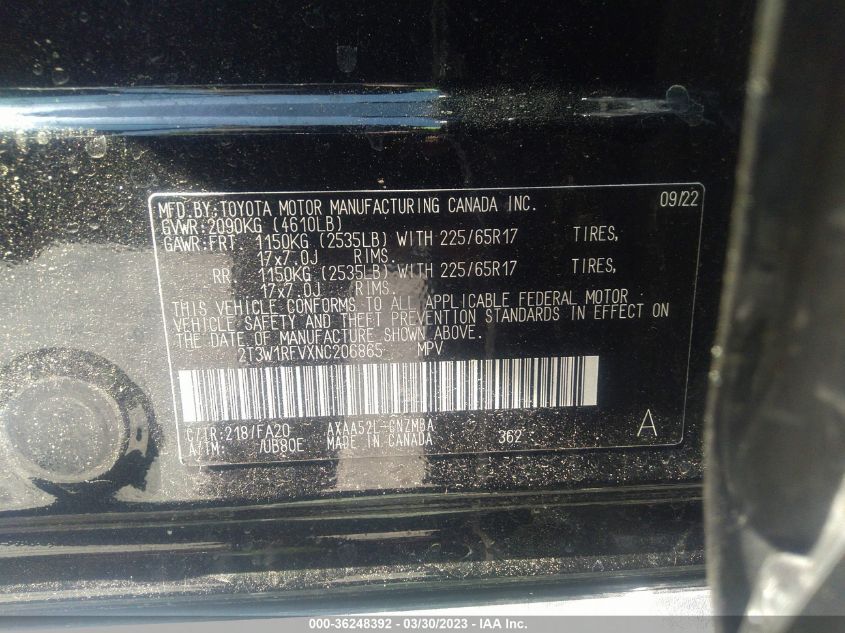 MFD.BY:TOYOTA MOTOR MANUFACTURING CANADA INC. 09/22
GVWR:2090KG (4610LB)
GAWR:FRT 1150KG (2535LB) WITH 225/65R17 TIRES,
17x7.0J RIMS.
RR. 1150KG (2535LB) WITH 225/65R17 TIRES,
17x7.0J RIMS.
THIS VEHICLE CONFORMS TO ALL APPLICABLE FEDERAL MOTOR
VEHICLE SAFETY AND THEFT PREVENTION STANDARDS IN EFFECT ON
THE DATE OF MANUFACTURE SHOWN ABOVE.
2T3W1RFVXNC206865 MPV
C/TR:218/FA20 AXAA52L-GNZMBA
A/TM: /UB80E MADE IN CANADA 362 A
000-36248392 / 03/30/2023 - IAA Inc.